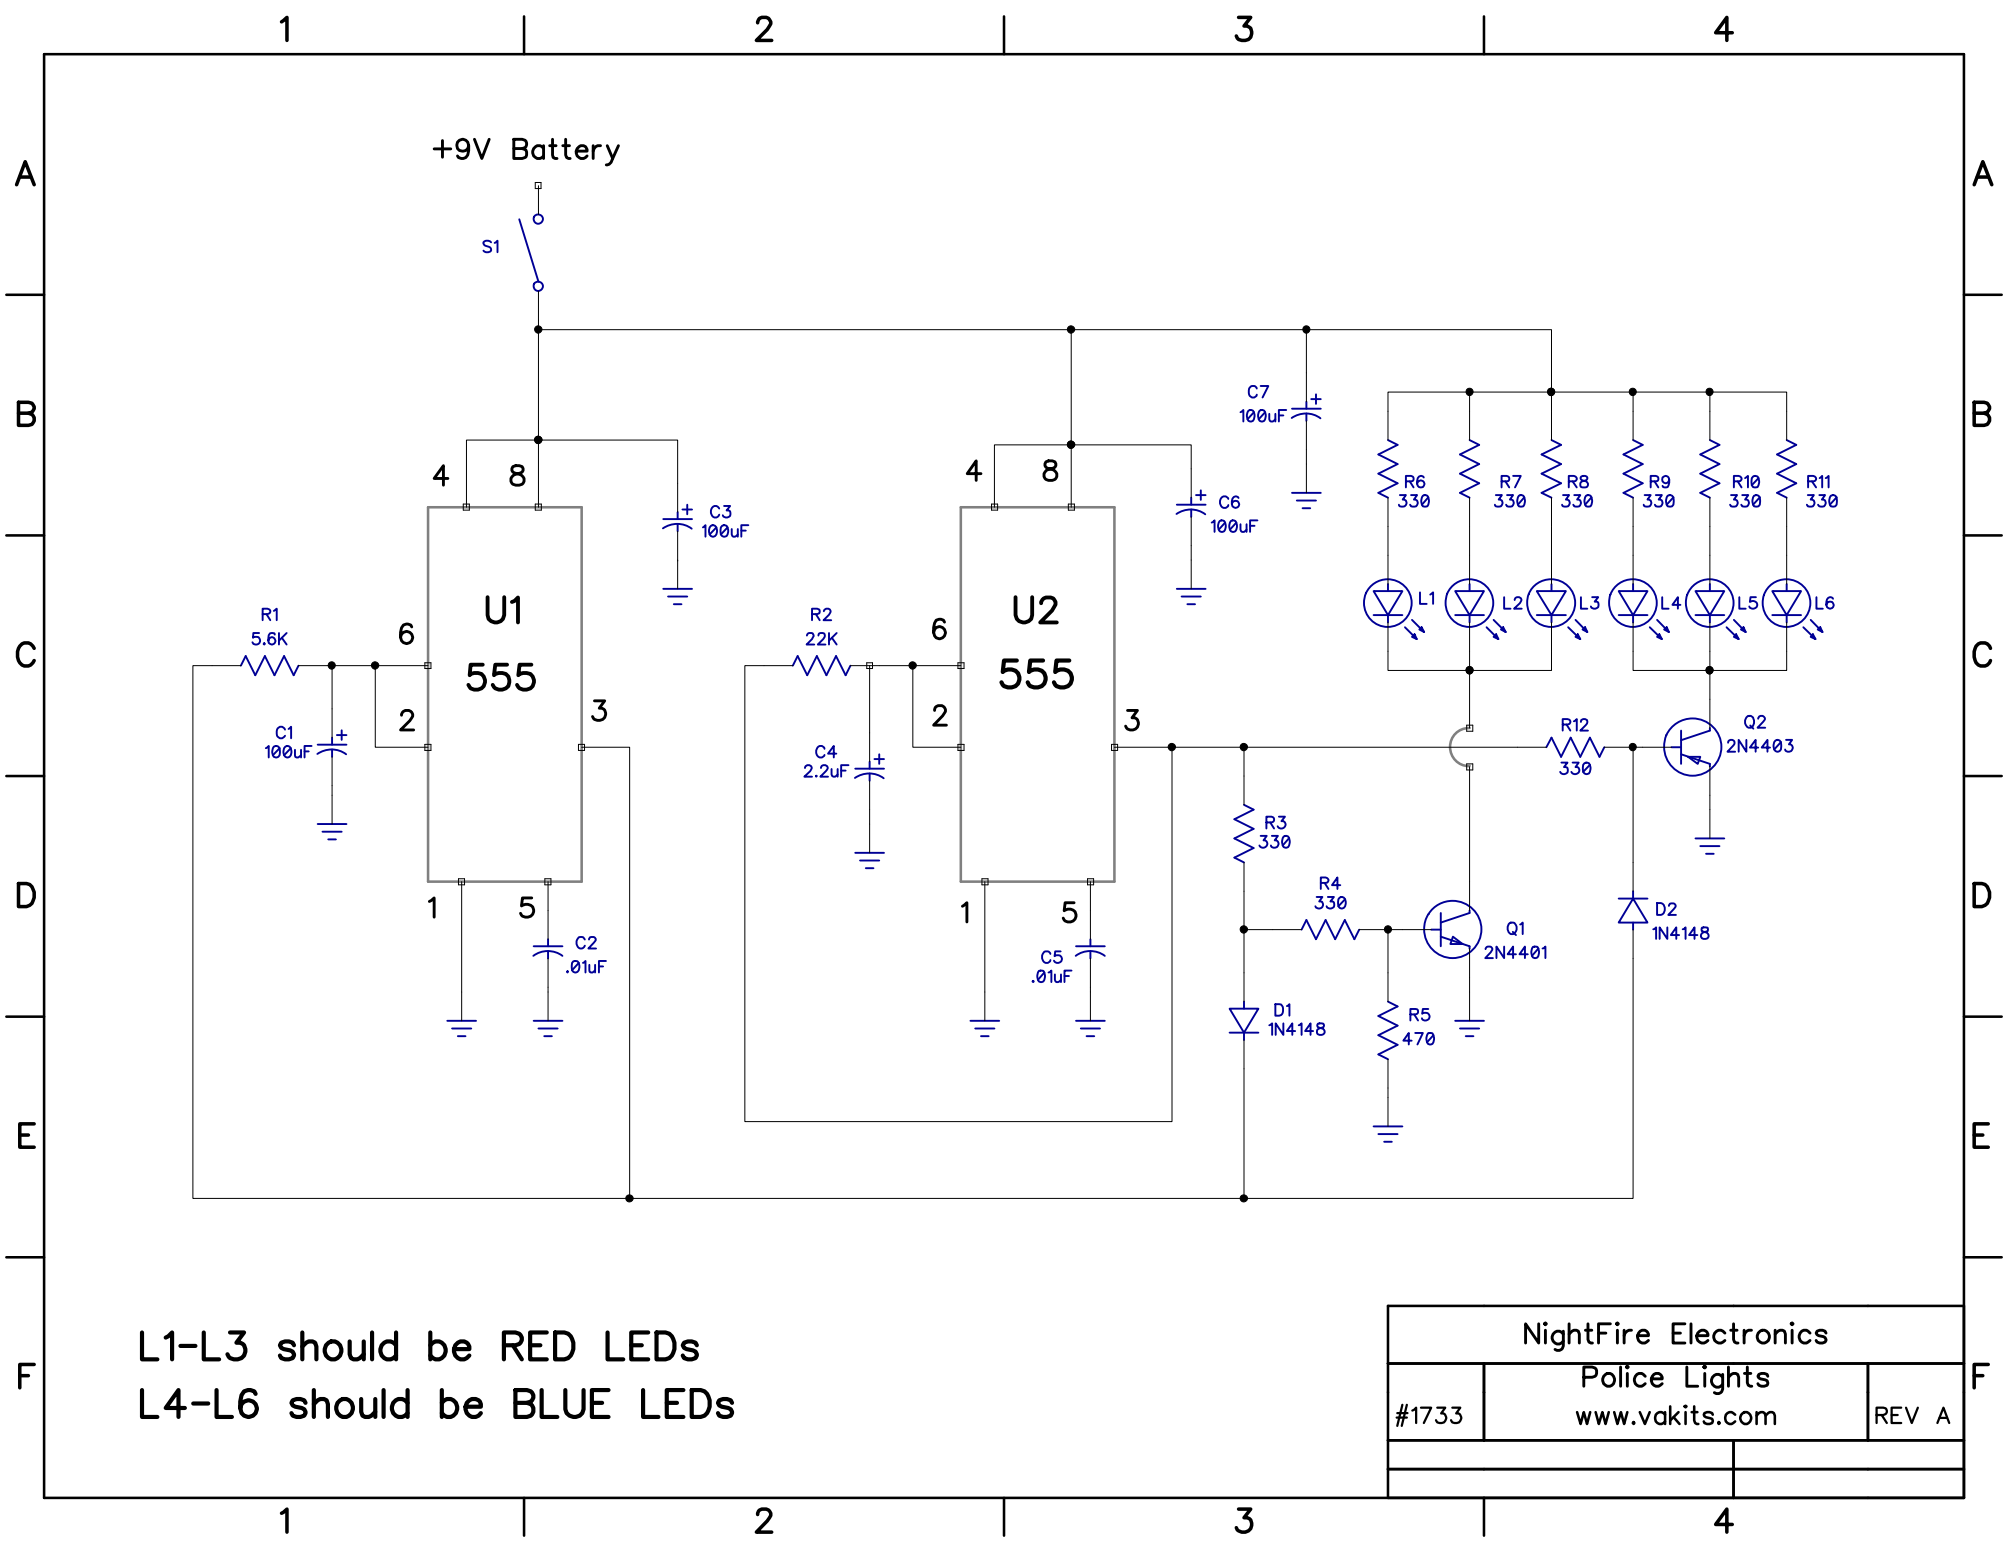 1 2 3 4
+9V Battery
A A
S1
B B
C7
100uF
4 8
4 8
R6
330
R7
330
R8
330
R9
330
R10
330
R11
330
C3
100uF
C6
100uF
U1
555
U2
555
L1 L2 L3 L4 L5 L6
R1
5.6K
6
R2
22K
6
C C
2 3
2 3
C1
100uF
C4
2.2uF
R12
330
Q2
2N4403
R3
330
D D
1 5
1 5
R4
330
D2
1N4148
C2
.01uF
C5
.01uF
Q1
2N4401
D1
1N4148
R5
470
E E
L1-L3 should be RED LEDs
L4-L6 should be BLUE LEDs
F F
NightFire Electronics
Police Lights
#1733 www.vakits.com REV A
1 2 3 4